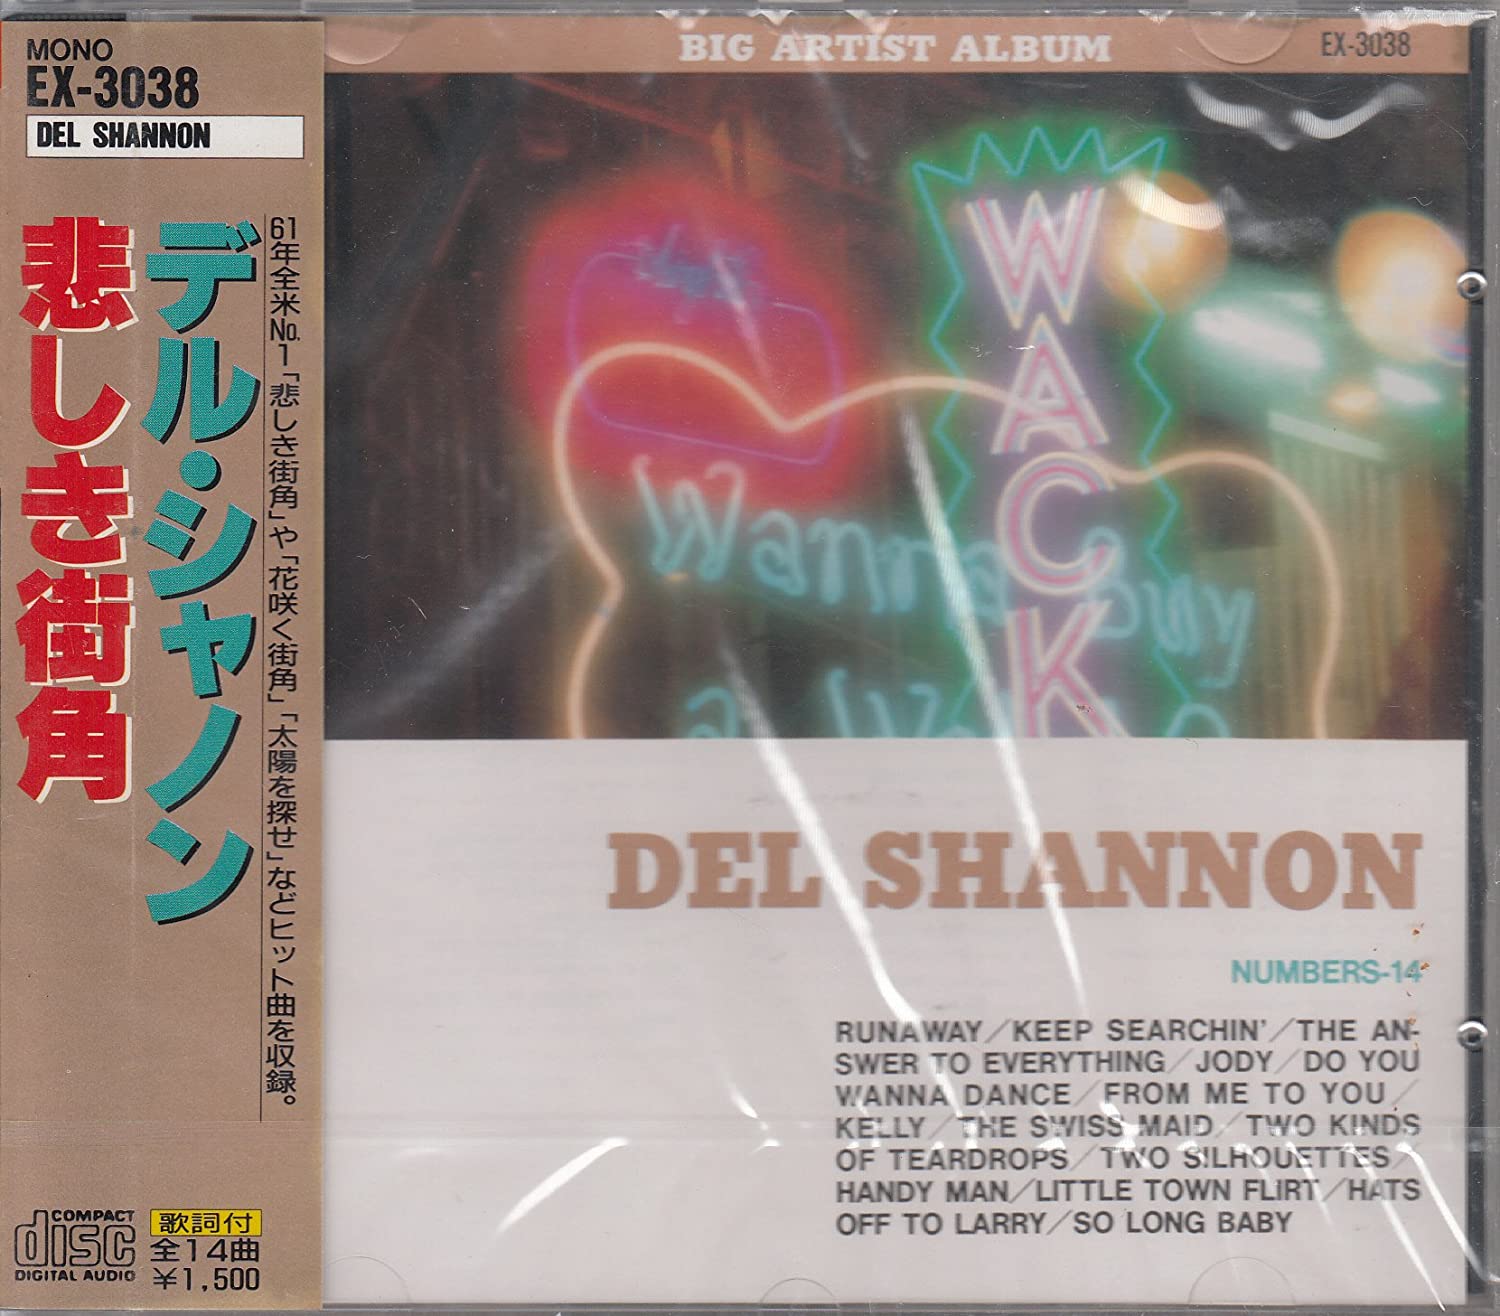 MONO
EX-3038
DEL SHANNON
デル・シャノン
悲しき街角
61年全米No.1「悲しき街角」や「花咲く街角」「太陽を探せ」などヒット曲を収録。
COMPACT
disc
DIGITAL AUDIO
歌詞付
全14曲
¥1,500
BIG ARTIST ALBUM
EX-3038
WACK
Wanna Buy
a
DEL SHANNON
NUMBERS-14
RUNAWAY/KEEP SEARCHIN'/THE AN-
SWER TO EVERYTHING/JODY/DO YOU
WANNA DANCE/FROM ME TO YOU/
KELLY/THE SWISS MAID/TWO KINDS
OF TEARDROPS/TWO SILHOUETTES/
HANDY MAN/LITTLE TOWN FLIRT/HATS
OFF TO LARRY/SO LONG BABY